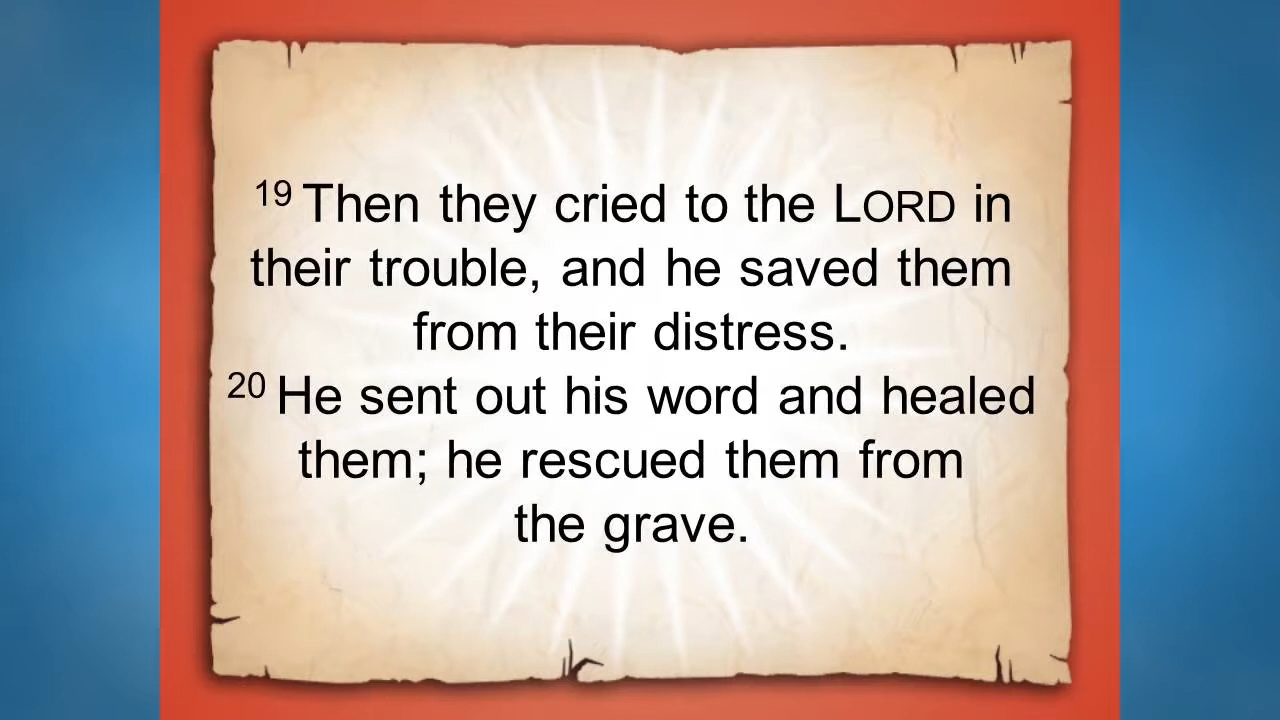 19 Then they cried to the LORD in
their trouble, and he saved them
from their distress.
20 He sent out his word and healed
them; he rescued them from
the grave.